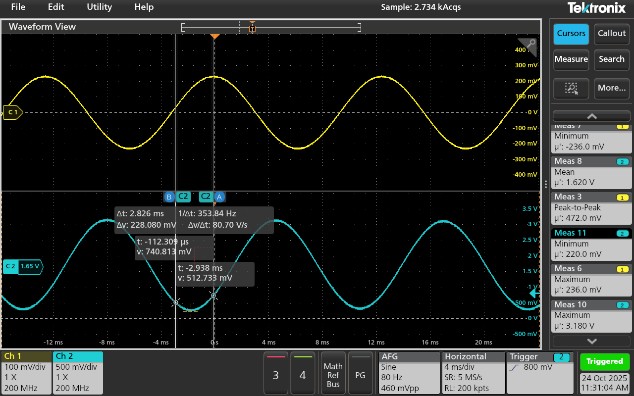 File Edit Utility Help Sample: 2.734 kAcqs Tektronix
Waveform View
Cursors Callout
Measure Search
More...
400 mV
300 mV
200 mV
100 mV
0 V
-100 mV
-200 mV
-300 mV
-400 mV
C 1
Minimum
µ': -236.0 mV
Meas 8 2
Mean
µ': 1.620 V
Meas 3 1
Peak-to-Peak
µ': 472.0 mV
Meas 11 2
Minimum
µ': 220.0 mV
Meas 6 1
Maximum
µ': 236.0 mV
Meas 10 2
Maximum
µ': 3.180 V
B C2 C2 A
Δt: 2.826 ms 1/Δt: 353.84 Hz
Δv: 228.080 mV Δv/Δt: 80.70 V/s
t: -112.309 µs
v: 740.813 mV
t: -2.938 ms
v: 512.733 mV
C 2 1.65 V
3.5 V
3 V
2.5 V
2 V
1.5 V
500 mV
0 V
-500 mV
-12 ms -8 ms -4 ms 0 s 4 ms 8 ms 12 ms 16 ms 20 ms
Ch 1
100 mV/div
1 X
200 MHz
Ch 2
500 mV/div
1 X
200 MHz
3
4
Math
Ref
Bus
PG
AFG
Sine
80 Hz
460 mVpp
Horizontal
4 ms/div
SR: 5 MS/s
RL: 200 kpts
Trigger 2
800 mV
Triggered
24 Oct 2025
11:31:04 AM